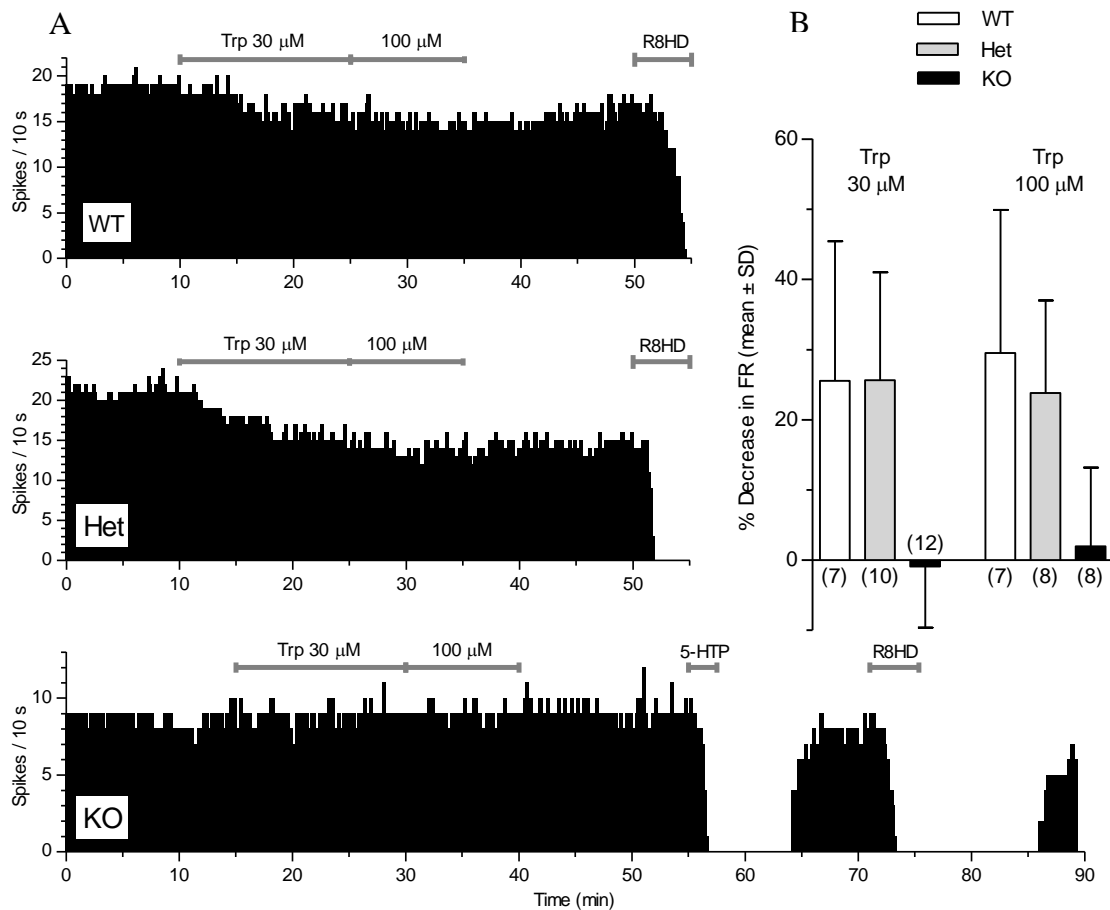 A
Trp 30 μM
100 μM
R8HD
20
15
10
5
0
Spikes / 10 s
WT
0
10
20
30
40
50
Trp 30 μM
100 μM
R8HD
25
20
15
10
5
0
Spikes / 10 s
Het
0
10
20
30
40
50
Trp 30 μM
100 μM
5-HTP
R8HD
10
5
0
Spikes / 10 s
KO
0
10
20
30
40
50
60
70
80
90
Time (min)
B
WT
Het
KO
60
40
20
0
% Decrease in FR (mean ± SD)
Trp
30 μM
Trp
100 μM
(7)
(10)
(12)
(7)
(8)
(8)